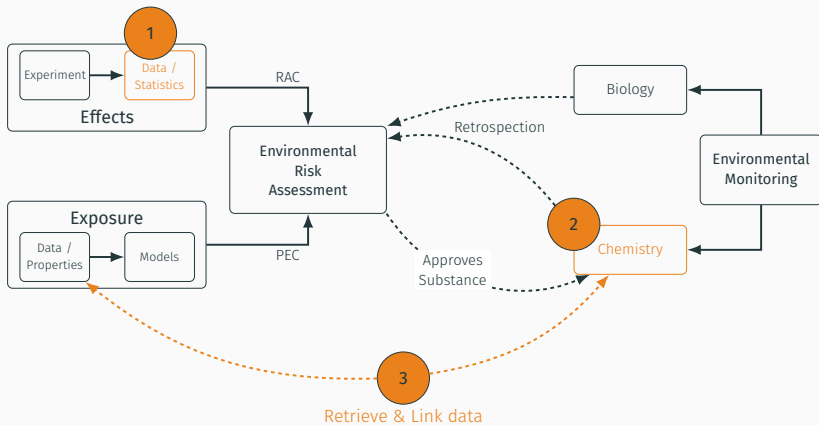 1
Experiment
Data /
Statistics
Effects
RAC
Biology
Retrospection
Environmental
Risk
Assessment
Environmental
Monitoring
Exposure
Data /
Properties
Models
PEC
2
Chemistry
Approves
Substance
3
Retrieve & Link data